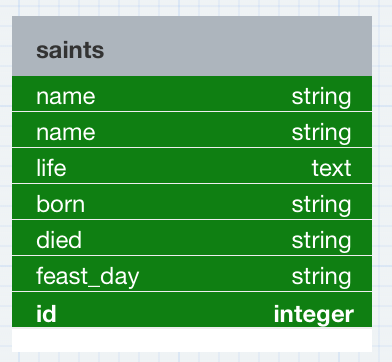 saints
name string
name string
life text
born string
died string
feast_day string
id integer